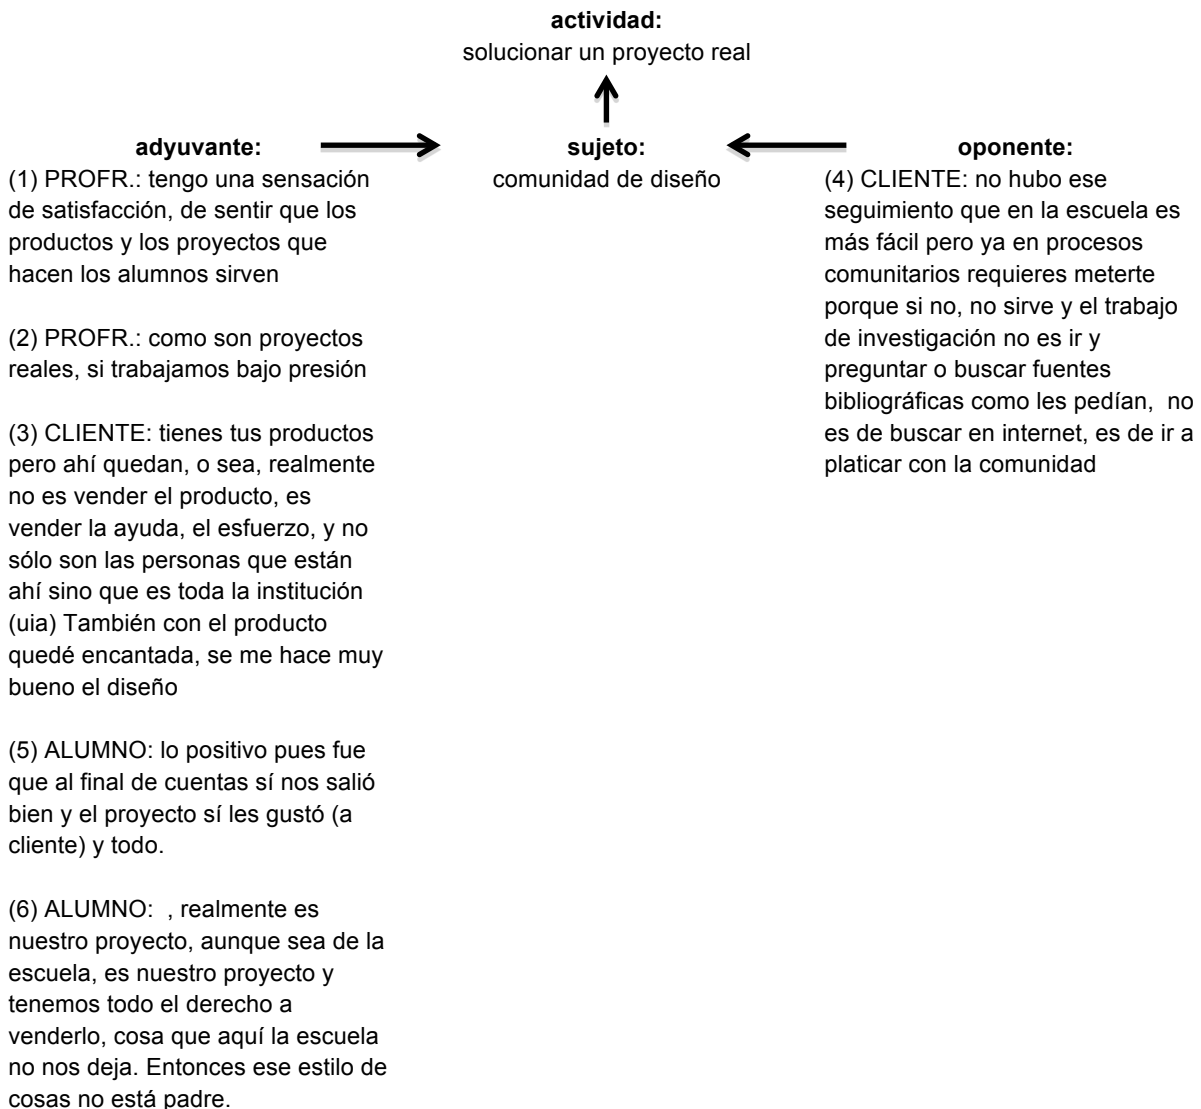 actividad:
solucionar un proyecto real
adyuvante:
(1) PROFR.: tengo una sensación
de satisfacción, de sentir que los
productos y los proyectos que
hacen los alumnos sirven
(2) PROFR.: como son proyectos
reales, si trabajamos bajo presión
(3) CLIENTE: tienes tus productos
pero ahí quedan, o sea, realmente
no es vender el producto, es
vender la ayuda, el esfuerzo, y no
sólo son las personas que están
ahí sino que es toda la institución
(uia) También con el producto
quedé encantada, se me hace muy
bueno el diseño
(5) ALUMNO: lo positivo pues fue
que al final de cuentas sí nos salió
bien y el proyecto sí les gustó (a
cliente) y todo.
(6) ALUMNO:  , realmente es
nuestro proyecto, aunque sea de la
escuela, es nuestro proyecto y
tenemos todo el derecho a
venderlo, cosa que aquí la escuela
no nos deja. Entonces ese estilo de
cosas no está padre.
sujeto:
comunidad de diseño
oponente:
(4) CLIENTE: no hubo ese
seguimiento que en la escuela es
más fácil pero ya en procesos
comunitarios requieres meterte
porque si no, no sirve y el trabajo
de investigación no es ir y
preguntar o buscar fuentes
bibliográficas como les pedían,  no
es de buscar en internet, es de ir a
platicar con la comunidad